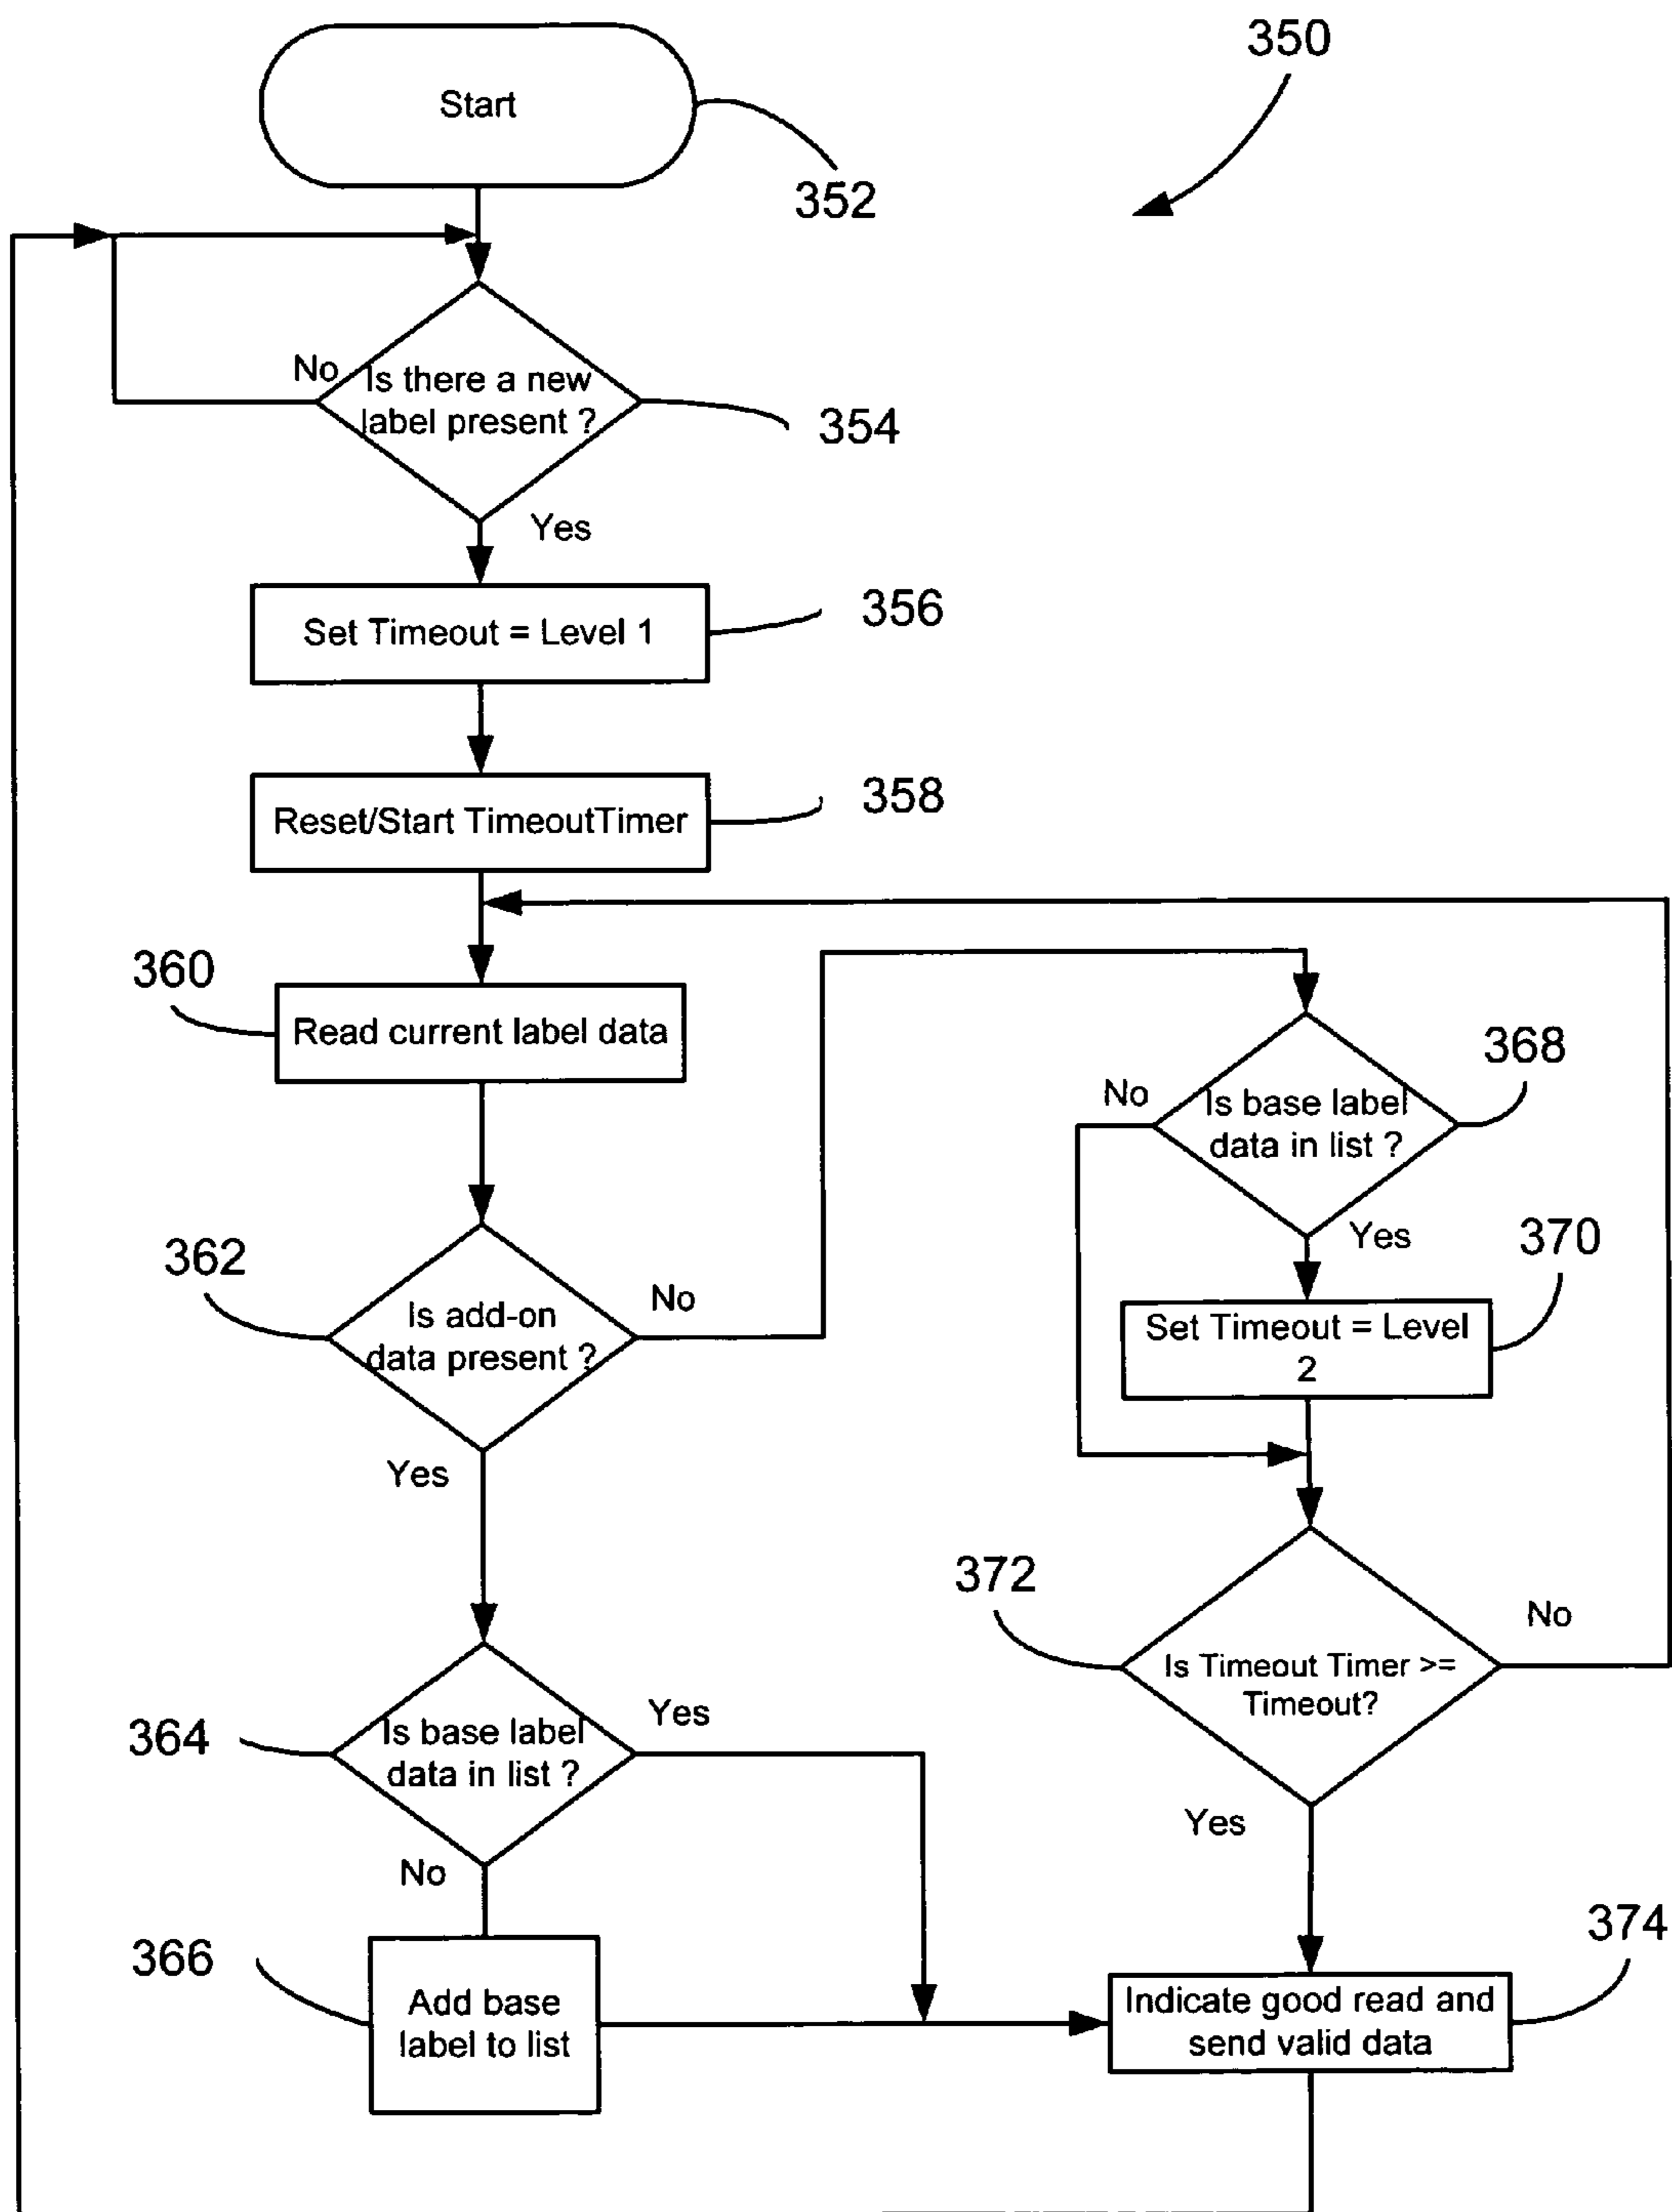 350
Start
352
No
Is there a new
label present ?
354
Yes
Set Timeout = Level 1
356
Reset/Start TimeoutTimer
358
360
Read current label data
362
Is add-on
data present ?
No
Yes
368
No
Is base label
data in list ?
Yes
370
Set Timeout = Level
2
372
Is Timeout Timer >=
Timeout?
No
Yes
364
Is base label
data in list ?
Yes
No
366
Add base
label to list
374
Indicate good read and
send valid data